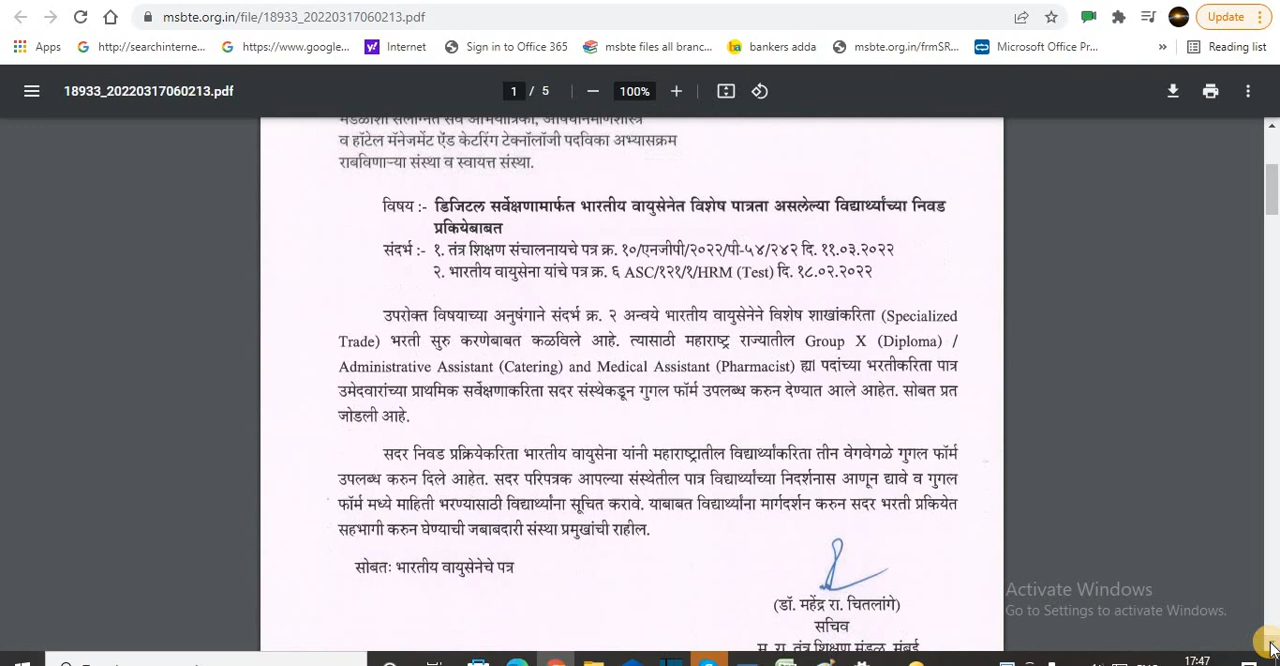 msbte.org.in/file/18933_20220317060213.pdf
Update
Apps http://searchinterne... https://www.google... Internet Sign in to Office 365 msbte files all branc... bankers adda msbte.org.in/frmSR... Microsoft Office Pr... » Reading list
18933_20220317060213.pdf 1 / 5 100%
मंडळाशी संलग्नित सर्व अभियांत्रिकी, औषधनिर्माणशास्त्र
व हॉटेल मॅनेजमेंट ऍंड केटरिंग टेक्नॉलॉजी पदविका अभ्यासक्रम
राबविणाऱ्या संस्था व स्वायत्त संस्था.
विषय :- डिजिटल सर्वेक्षणामार्फत भारतीय वायुसेनेत विशेष पात्रता असलेल्या विद्यार्थ्यांच्या निवड
प्रकियेबाबत
संदर्भ :- १. तंत्र शिक्षण संचालनायचे पत्र क्र. १०/एनजीपी/२०२२/पी-५४/२४२ दि. ११.०३.२०२२
२. भारतीय वायुसेना यांचे पत्र क्र. ६ ASC/१२१/१/HRM (Test) दि. १८.०२.२०२२
उपरोक्त विषयाच्या अनुषंगाने संदर्भ क्र. २ अन्वये भारतीय वायुसेनेने विशेष शाखांकरिता (Specialized
Trade) भरती सुरु करणेबाबत कळविले आहे. त्यासाठी महाराष्ट्र राज्यातील Group X (Diploma) /
Administrative Assistant (Catering) and Medical Assistant (Pharmacist) ह्या पदांच्या भरतीकरिता पात्र
उमेदवारांच्या प्राथमिक सर्वेक्षणाकरिता सदर संस्थेकडून गुगल फॉर्म उपलब्ध करुन देण्यात आले आहेत. सोबत प्रत
जोडली आहे.
सदर निवड प्रक्रियेकरिता भारतीय वायुसेना यांनी महाराष्ट्रातील विद्यार्थ्यांकरिता तीन वेगवेगळे गुगल फॉर्म
उपलब्ध करुन दिले आहेत. सदर परिपत्रक आपल्या संस्थेतील पात्र विद्यार्थ्यांच्या निदर्शनास आणून द्यावे व गुगल
फॉर्म मध्ये माहिती भरण्यासाठी विद्यार्थ्यांना सूचित करावे. याबाबत विद्यार्थ्यांना मार्गदर्शन करुन सदर भरती प्रकियेत
सहभागी करुन घेण्याची जबाबदारी संस्था प्रमुखांची राहील.
सोबतः भारतीय वायुसेनेचे पत्र
(डॉ. महेंद्र रा. चितलांगे)
सचिव
म. रा. तंत्र शिक्षण मंडळ, मुंबई
Activate Windows
Go to Settings to activate Windows.
17:47